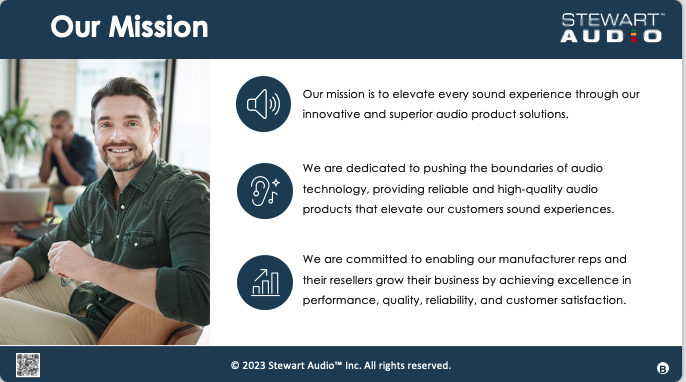 Our Mission
STEWART™
AUDIO
Our mission is to elevate every sound experience through our
innovative and superior audio product solutions.
We are dedicated to pushing the boundaries of audio
technology, providing reliable and high-quality audio
products that elevate our customers sound experiences.
We are committed to enabling our manufacturer reps and
their resellers grow their business by achieving excellence in
performance, quality, reliability, and customer satisfaction.
© 2023 Stewart Audio™ Inc. All rights reserved.
B